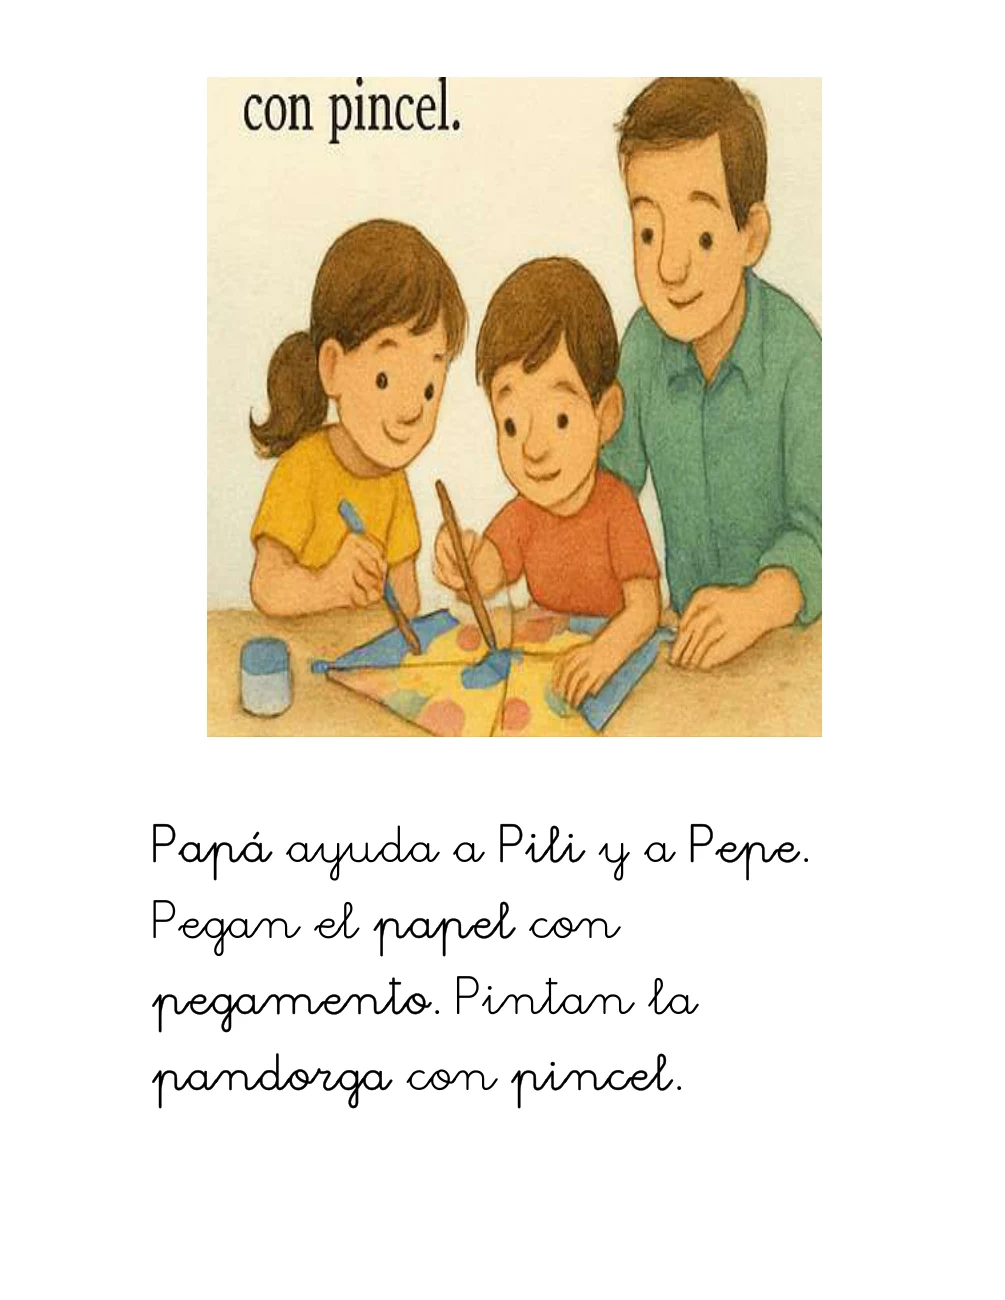 con pincel.
Papá ayuda a Pili y a Pepe.
Pegan el papel con
pegamento. Pintan la
pandorga con pincel.